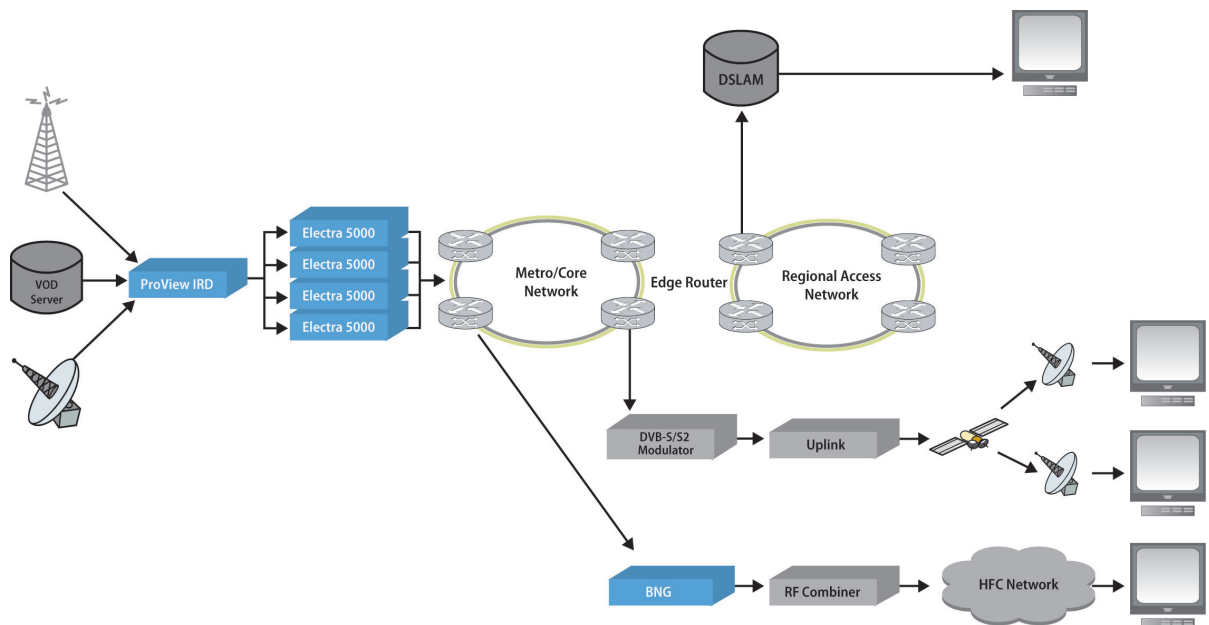 DSLAM
Electra 5000
Electra 5000
Electra 5000
Electra 5000
VOD
Server
ProView IRD
Metro/Core
Network
Edge Router
Regional Access
Network
DVB-S/S2
Modulator
Uplink
BNG
RF Combiner
HFC Network